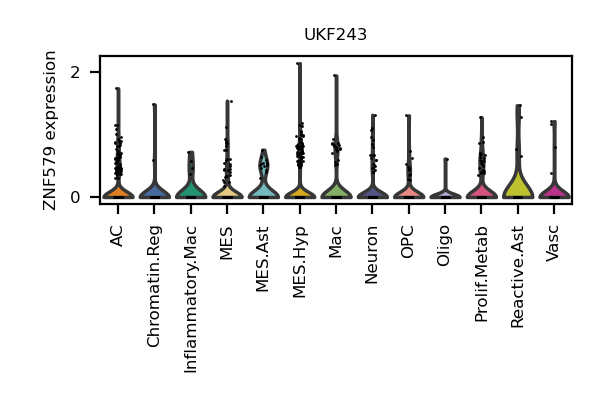 UKF243
ZNF579 expression
2
0
AC
Chromatin.Reg
Inflammatory.Mac
MES
MES.Ast
MES.Hyp
Mac
Neuron
OPC
Oligo
Prolif.Metab
Reactive.Ast
Vasc